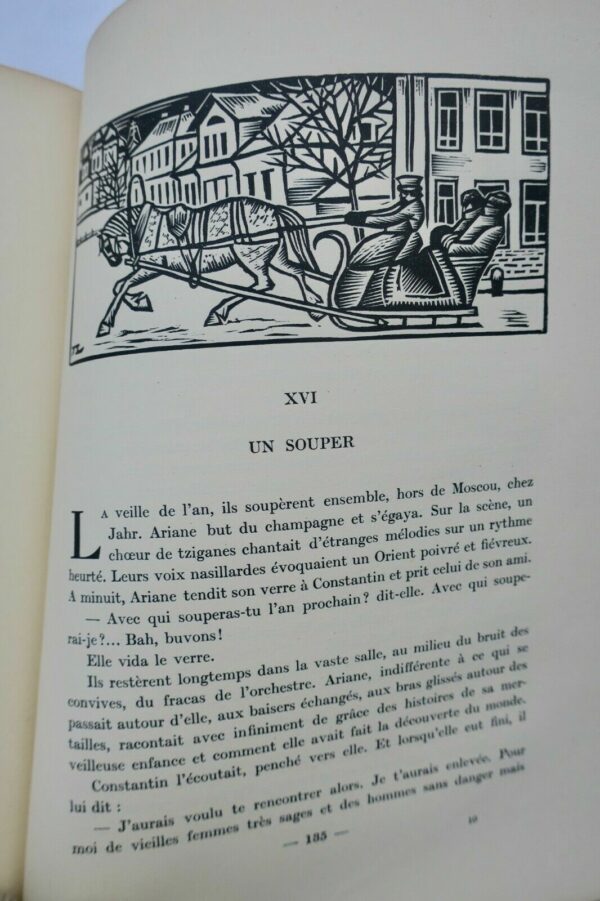 XVI
UN SOUPER
LA veille de l'an, ils soupèrent ensemble, hors de Moscou, chez
Jahr. Ariane but du champagne et s'égaya. Sur la scène, un
chœur de tziganes chantait d'étranges mélodies sur un rythme
heurté. Leurs voix nasillardes évoquaient un Orient poivré et fiévreux.
A minuit, Ariane tendit son verre à Constantin et prit celui de son ami.
— Avec qui souperas-tu l'an prochain? dit-elle. Avec qui soupe-
rai-je?... Bah, buvons!
Elle vida le verre.
Ils restèrent longtemps dans la vaste salle, au milieu du bruit des
convives, du fracas de l'orchestre. Ariane, indifférente à ce qui se
passait autour d'elle, aux baisers échangés, aux bras glissés autour des
tailles, racontait avec infiniment de grâce des histoires de sa mer-
veilleuse enfance et comment elle avait fait la découverte du monde.
Constantin l'écoutait, penché vers elle. Et lorsqu'elle eut fini, il
lui dit :
— J'aurais voulu te rencontrer alors. Je t'aurais enlevée. Pour
moi de vieilles femmes très sages et des hommes sans danger mais
— 135 —
10